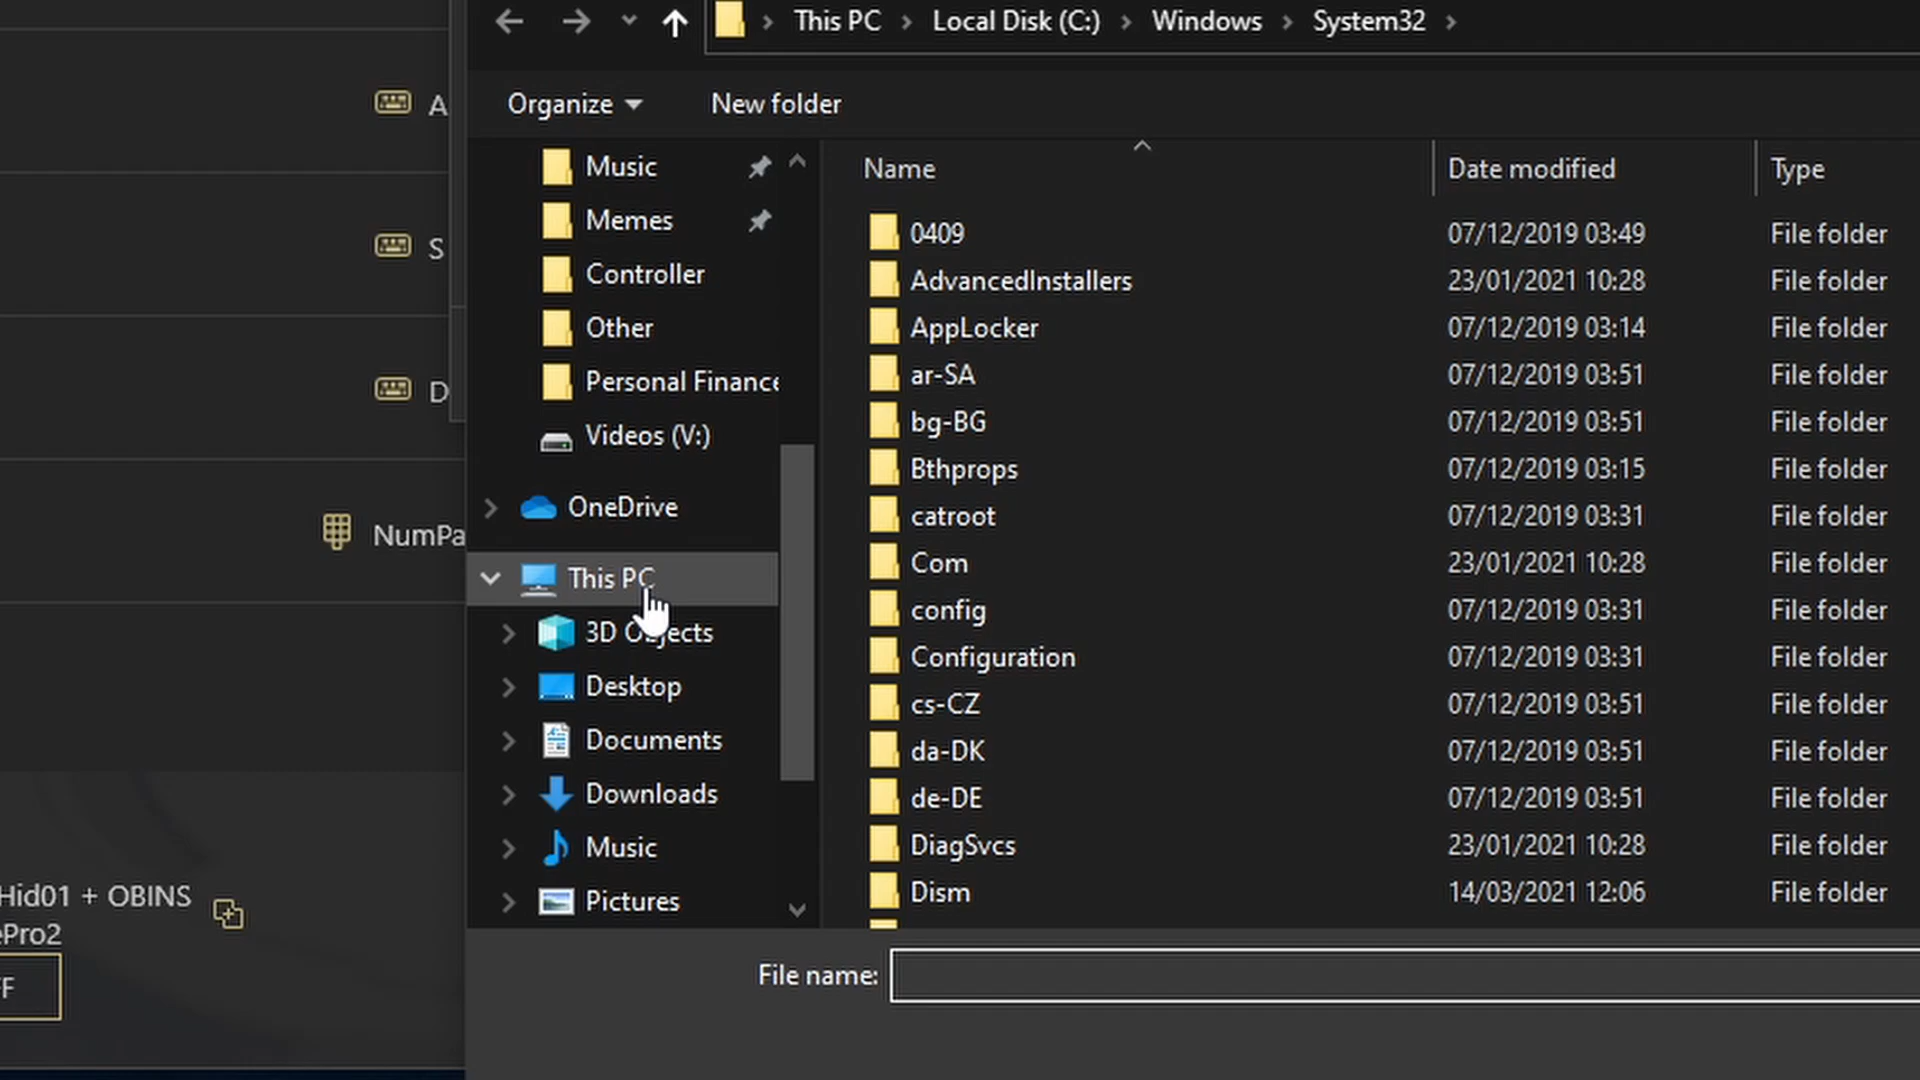 This PC > Local Disk (C:) > Windows > System32 >
Organize
New folder
A
S
D
NumPa
Hid01 + OBINS
ePro2
Music
Memes
Controller
Other
Personal Finance
Videos (V:)
OneDrive
This PC
3D Objects
Desktop
Documents
Downloads
Music
Pictures
Name Date modified Type
0409 07/12/2019 03:49 File folder
AdvancedInstallers 23/01/2021 10:28 File folder
AppLocker 07/12/2019 03:14 File folder
ar-SA 07/12/2019 03:51 File folder
bg-BG 07/12/2019 03:51 File folder
Bthprops 07/12/2019 03:15 File folder
catroot 07/12/2019 03:31 File folder
Com 23/01/2021 10:28 File folder
config 07/12/2019 03:31 File folder
Configuration 07/12/2019 03:31 File folder
cs-CZ 07/12/2019 03:51 File folder
da-DK 07/12/2019 03:51 File folder
de-DE 07/12/2019 03:51 File folder
DiagSvcs 23/01/2021 10:28 File folder
Dism 14/03/2021 12:06 File folder
File name: